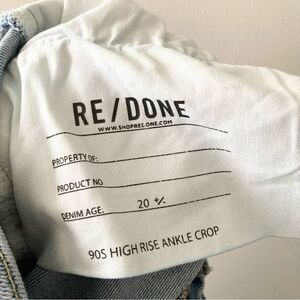 RE/DONE
WWW.SHOPREDONE.COM
PROPERTY OF:
PRODUCT NO
DENIM AGE: 20 +/-
90S HIGH RISE ANKLE CROP